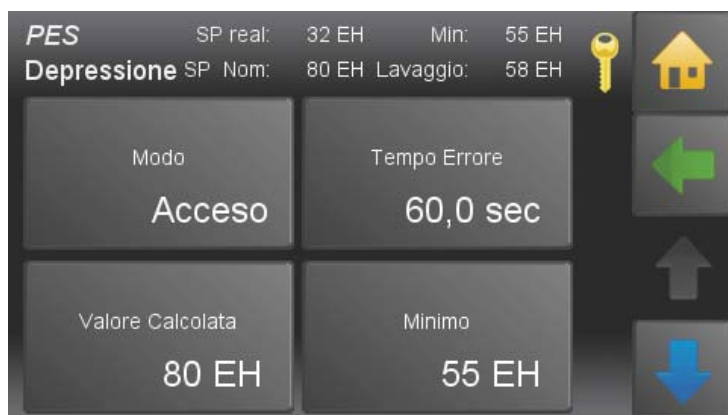 PES SP real: 32 EH Min: 55 EH
Depressione SP Nom: 80 EH Lavaggio: 58 EH
Modo
Acceso
Tempo Errore
60,0 sec
Valore Calcolata
80 EH
Minimo
55 EH